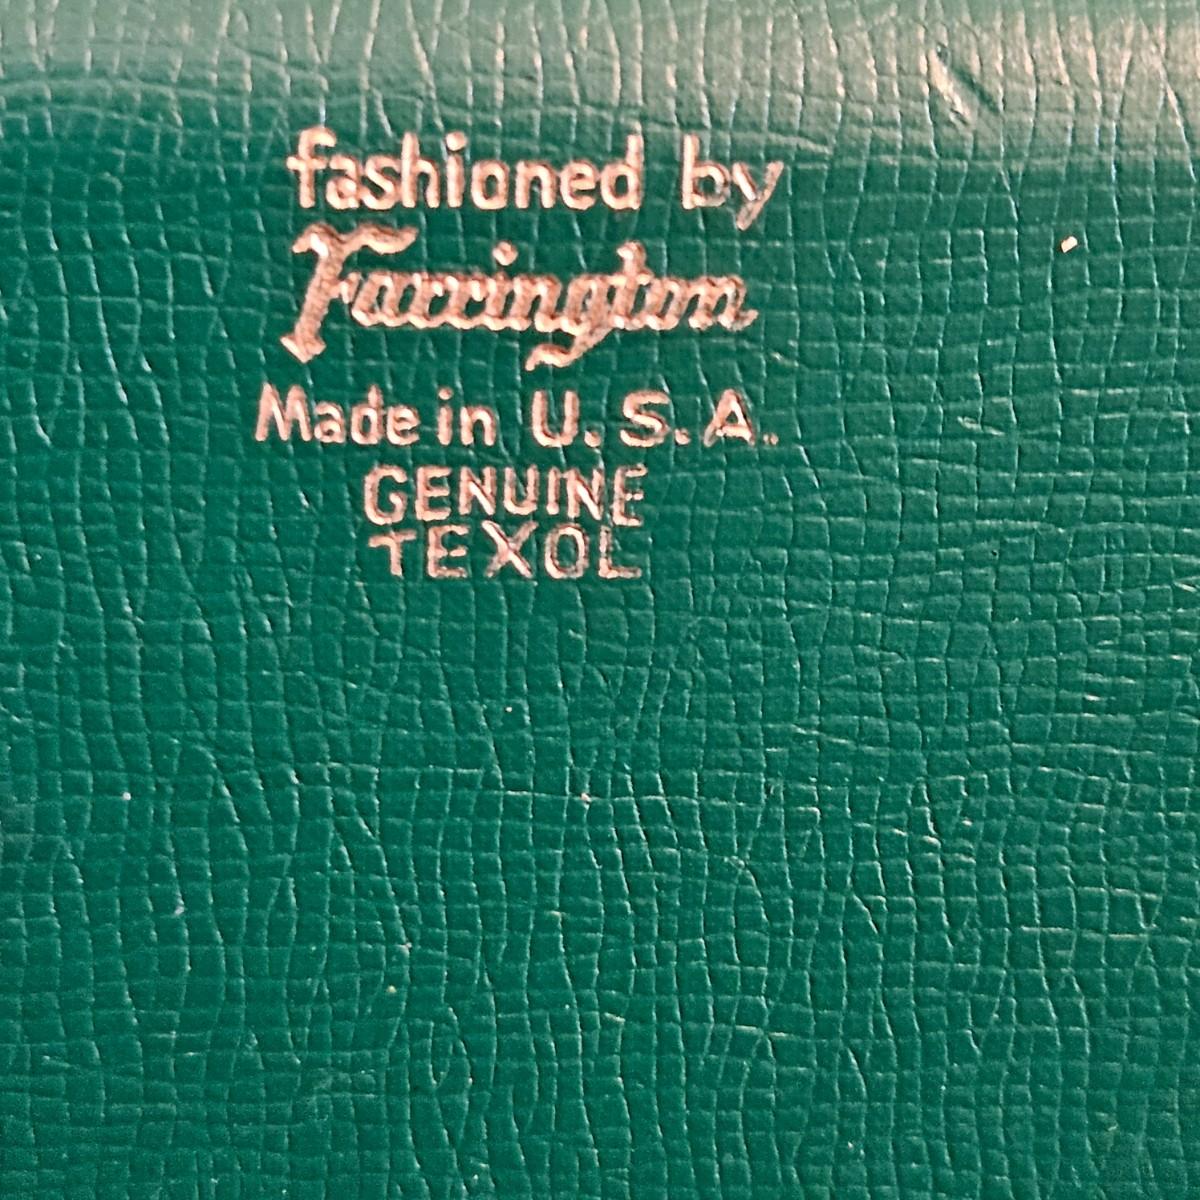 fashioned by
Farrington
Made in U.S.A.
GENUINE
TEXOL